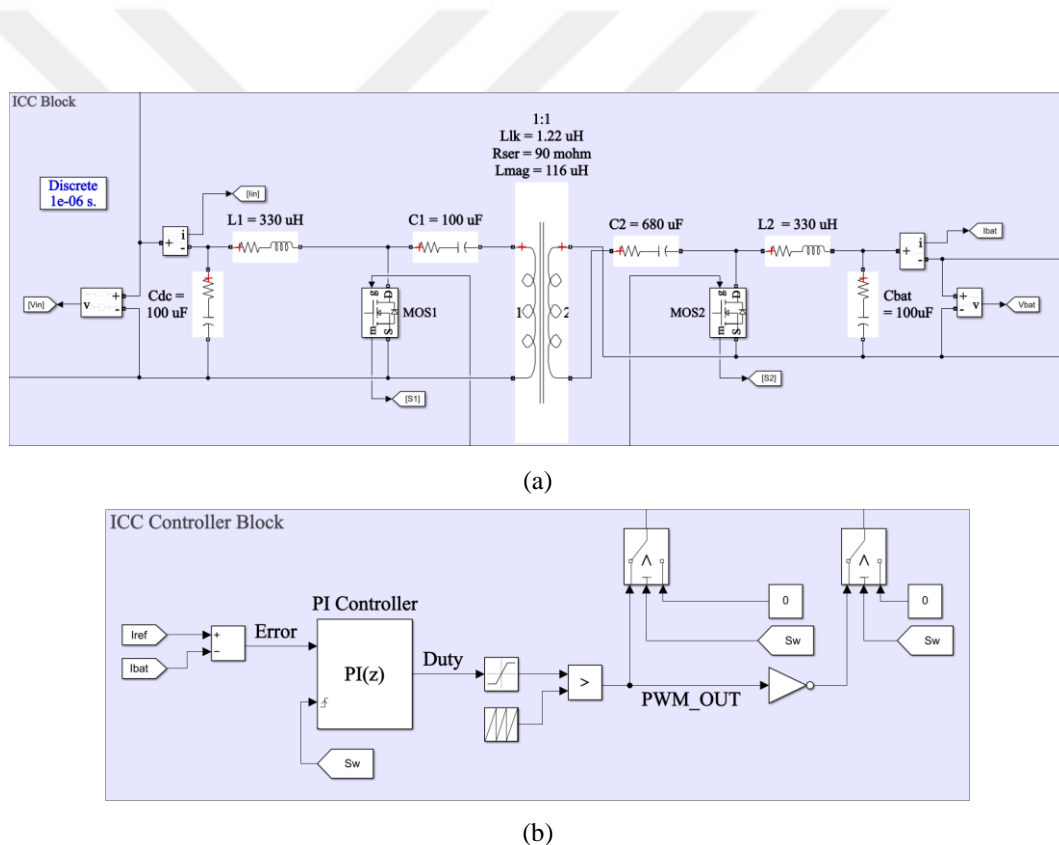 ICC Block
1:1
Llk = 1.22 uH
Rser = 90 mohm
Lmag = 116 uH
Discrete
1e-06 s.
[Iin]
L1 = 330 uH
C1 = 100 uF
C2 = 680 uF
L2 = 330 uH
Ibat
+ i
-
+ i
-
[Vin]
v + -
Cdc =
100 uF
g D
MOS1
m S
1 2
g D
MOS2
m S
Cbat
= 100uF
+ v
-
Vbat
[S1]
[S2]
(a)
ICC Controller Block
PI Controller
Iref
Ibat
+
−
Error
PI(z)
Duty
>
PWM_OUT
0
Sw
0
Sw
Sw
(b)